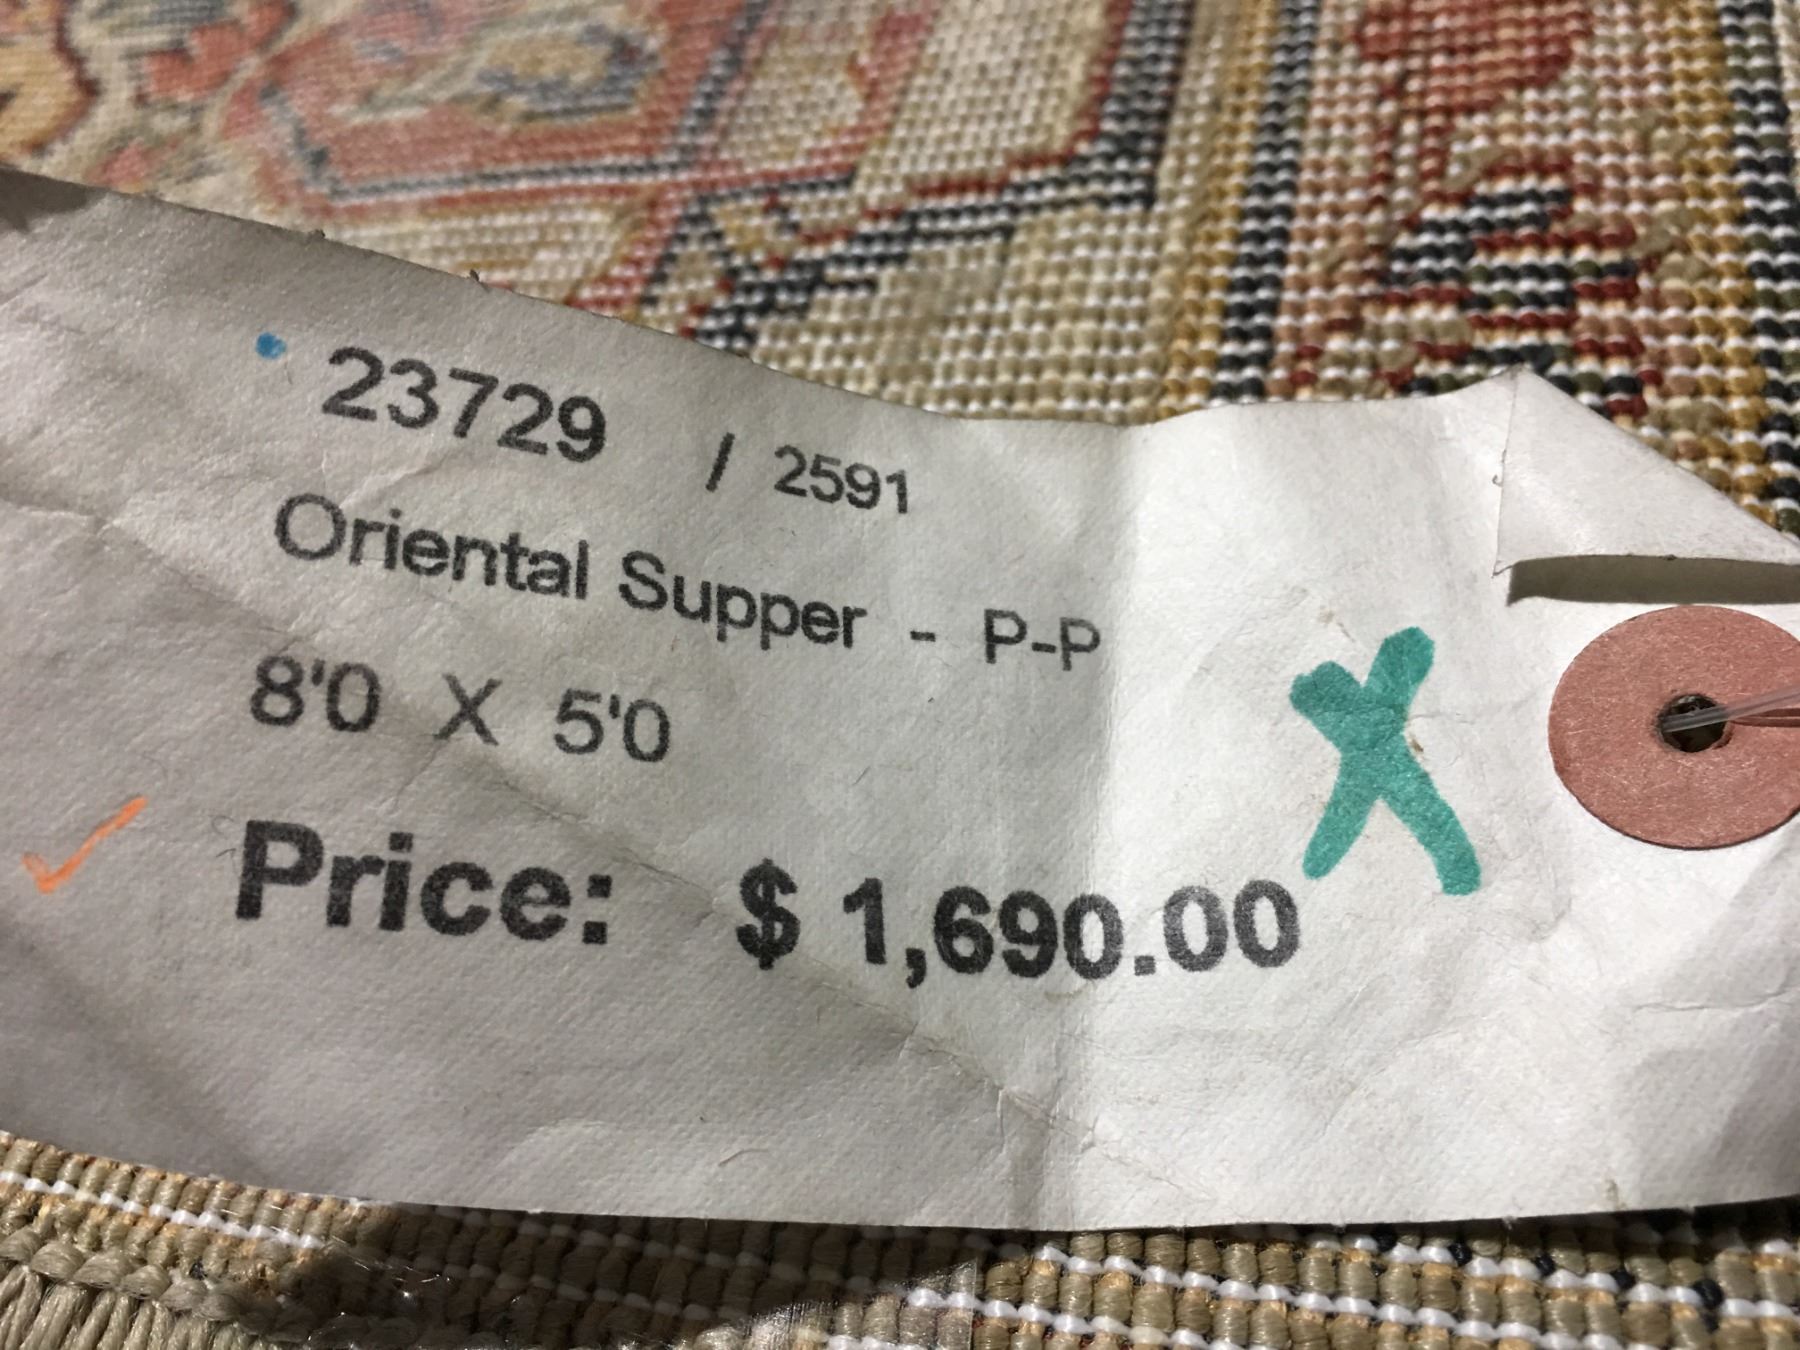 23729 / 2591
Oriental Supper - P-P
8'0 X 5'0
Price: $ 1,690.00
X